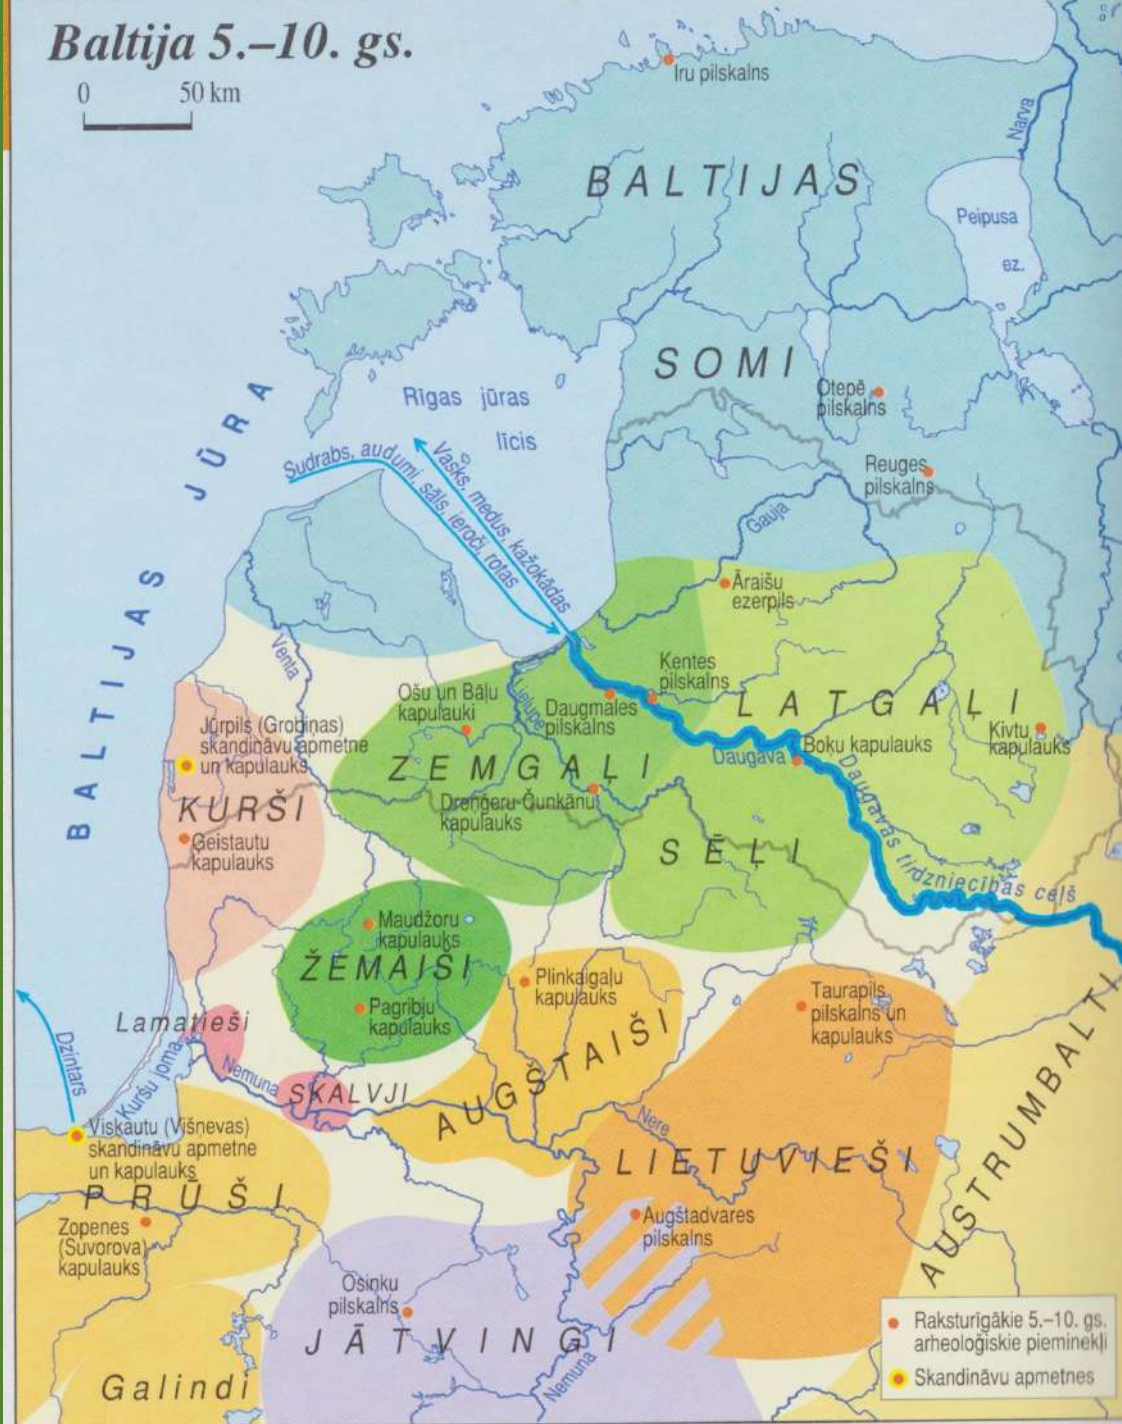 Baltija 5.–10. gs.
0 50 km
Iru pilskalns
Narva
BALTIJAS
Peipusa
ez.
SOMI
Otepē
pilskalns
Rīgas jūras
līcis
BALTIJAS JŪRA
Sudrabs, audumi, sāls, ieroči, rotas
Vasks, medus, kažokādas
Reuges
pilskalns
Gauja
Āraišu
ezerpils
Venta
Kentes
pilskalns
Ošu un Bāļu
kapulauki
Lielupe
Daugmales
pilskalns
LATGAĻI
Kivtu
kapulauks
Jūrpils (Grobiņas)
skandināvu apmetne
un kapulauks
Boķu kapulauks
Daugava
ZEMGAĻI
KURŠI
Drenģeru-Čunkānu
kapulauks
Daugavas tirdzniecības ceļš
Ģeistautu
kapulauks
SĒĻI
Maudžoru
kapulauks
ŽEMAIŠI
Plinkaigaļu
kapulauks
Taurapils
pilskalns un
kapulauks
Pagribju
kapulauks
Lamatieši
Dzintars
Kuršu joma
Nemuna
SKALVJI
AUGŠTAIŠI
AUSTRUMBALTI
Nere
Viskautu (Višņevas)
skandināvu apmetne
un kapulauks
LIETUVIEŠI
PRŪŠI
Zopenes
(Suvorova)
kapulauks
Augštadvares
pilskalns
Osinku
pilskalns
JĀTVINGI
Nemuna
Galindi
Raksturīgākie 5.–10. gs.
arheoloģiskie pieminekļi
Skandināvu apmetnes